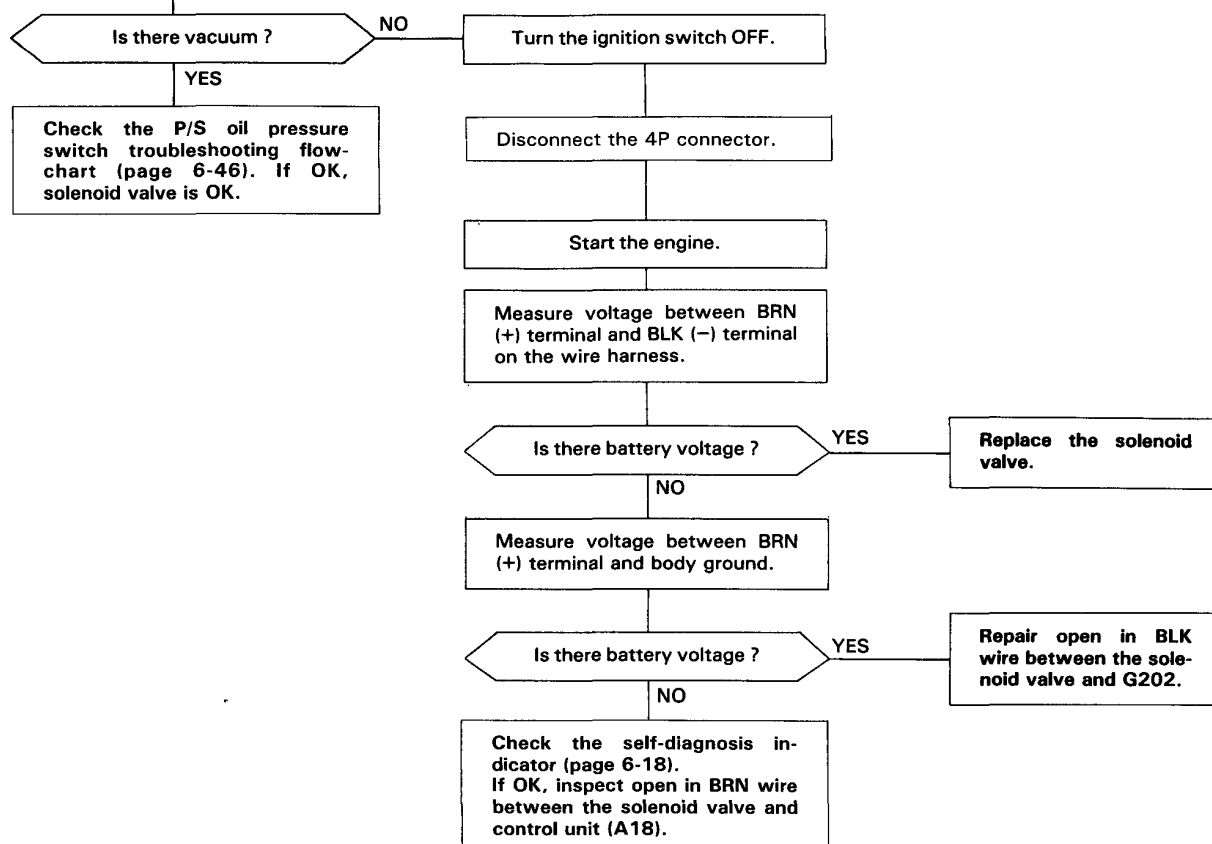 Is there vacuum ?
NO
Turn the ignition switch OFF.
YES
Check the P/S oil pressure
switch troubleshooting flow-
chart (page 6-46). If OK,
solenoid valve is OK.
Disconnect the 4P connector.
Start the engine.
Measure voltage between BRN
(+) terminal and BLK (−) terminal
on the wire harness.
Is there battery voltage ?
YES
Replace the solenoid
valve.
NO
Measure voltage between BRN
(+) terminal and body ground.
Is there battery voltage ?
YES
Repair open in BLK
wire between the sole-
noid valve and G202.
NO
Check the self-diagnosis in-
dicator (page 6-18).
If OK, inspect open in BRN wire
between the solenoid valve and
control unit (A18).